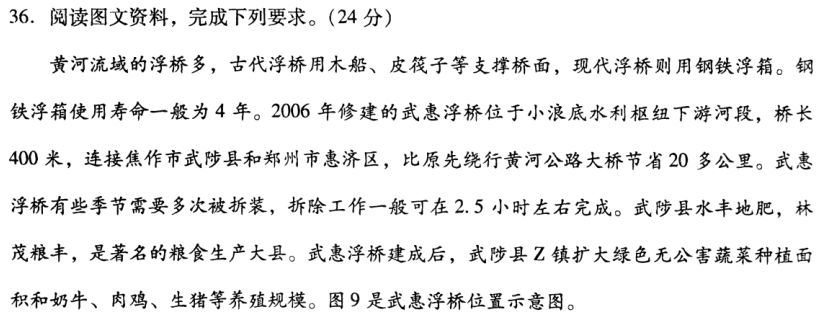 36. 阅读图文资料，完成下列要求。(24 分)
黄河流域的浮桥多，古代浮桥用木船、皮筏子等支撑桥面，现代浮桥则用钢铁浮箱。钢
铁浮箱使用寿命一般为 4 年。2006 年修建的武惠浮桥位于小浪底水利枢纽下游河段，桥长
400 米，连接焦作市武陟县和郑州市惠济区，比原先绕行黄河公路大桥节省 20 多公里。武惠
浮桥有些季节需要多次被拆装，拆除工作一般可在 2.5 小时左右完成。武陟县水丰地肥，林
茂粮丰，是著名的粮食生产大县。武惠浮桥建成后，武陟县 Z 镇扩大绿色无公害蔬菜种植面
积和奶牛、肉鸡、生猪等养殖规模。图 9 是武惠浮桥位置示意图。